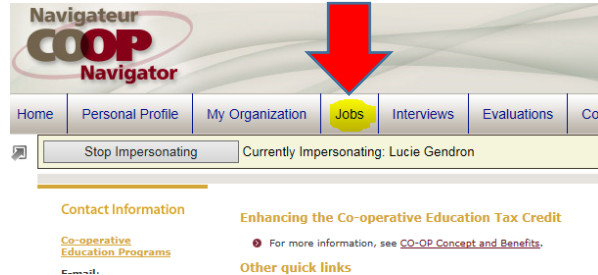 Navigateur
COOP
Navigator
Home Personal Profile My Organization Jobs Interviews Evaluations Co
Stop Impersonating Currently Impersonating: Lucie Gendron
Contact Information
Co-operative
Education Programs
E-mail:
Enhancing the Co-operative Education Tax Credit
For more information, see CO-OP Concept and Benefits.
Other quick links